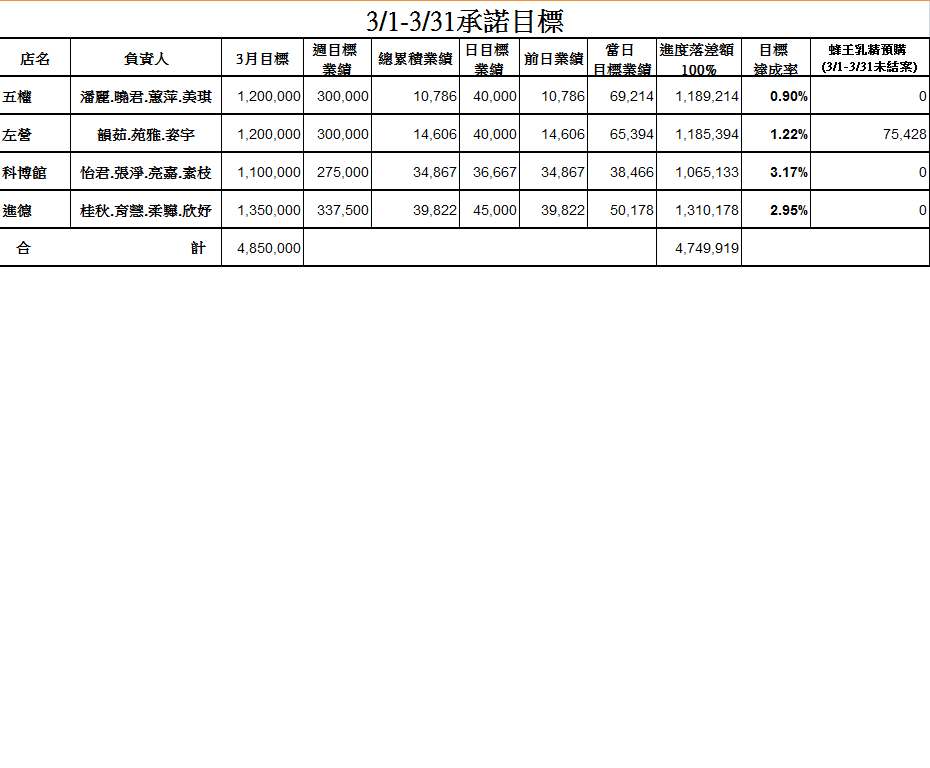 3/1-3/31承諾目標
店名 負責人 3月目標 週目標業績 總累積業績 日目標業績 前日業績 當日目標業績 進度落差額100% 目標達成率 蜂王乳精預購(3/1-3/31未結案)
五權 潘麗.曉君.蕙萍.美琪 1,200,000 300,000 10,786 40,000 10,786 69,214 1,189,214 0.90% 0
左營 韻茹.苑雅.姿宇 1,200,000 300,000 14,606 40,000 14,606 65,394 1,185,394 1.22% 75,428
科博館 怡君.張淨.亮嘉.素枝 1,100,000 275,000 34,867 36,667 34,867 38,466 1,065,133 3.17% 0
進德 桂秋.育慧.柔驊.欣妤 1,350,000 337,500 39,822 45,000 39,822 50,178 1,310,178 2.95% 0
合 計 4,850,000 4,749,919